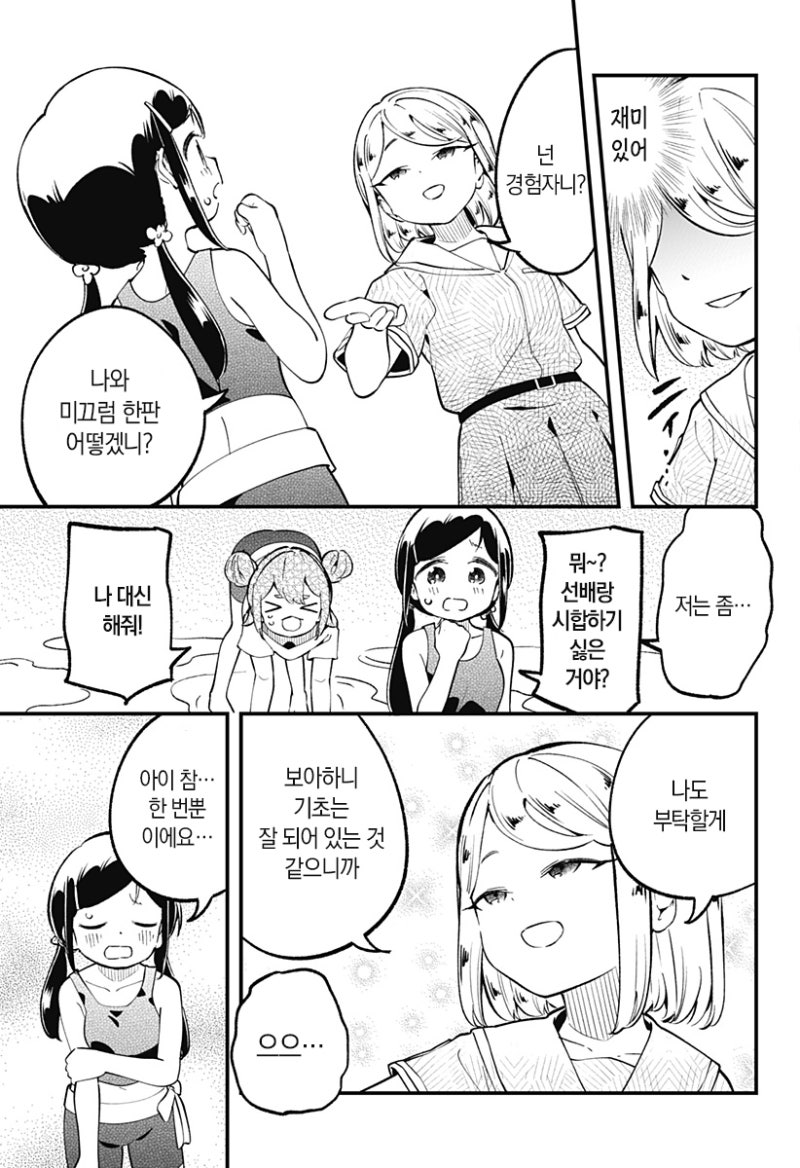 재미
있어
넌
경험자니?
나와
미끄럼 한판
어떻겠니?
저는 좀…
뭐~?
선배랑
시합하기
싫은
거야?
나 대신
해줘!
나도
부탁할게
보아하니
기초는
잘 되어 있는 것
같으니까
으으…
아이 참…
한 번뿐
이에요…